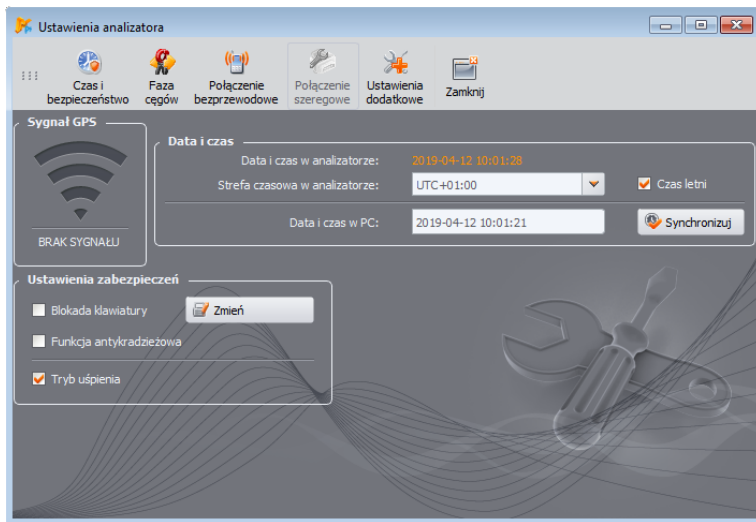 Ustawienia analizatora
Czas i
bezpieczeństwo
Faza
cęgów
Połączenie
bezprzewodowe
Połączenie
szeregowe
Ustawienia
dodatkowe
Zamknij
Sygnał GPS
BRAK SYGNAŁU
Data i czas
Data i czas w analizatorze:
2019-04-12 10:01:28
Strefa czasowa w analizatorze:
UTC+01:00
Czas letni
Data i czas w PC:
2019-04-12 10:01:21
Synchronizuj
Ustawienia zabezpieczeń
Blokada klawiatury
Zmień
Funkcja antykradzieżowa
Tryb uśpienia